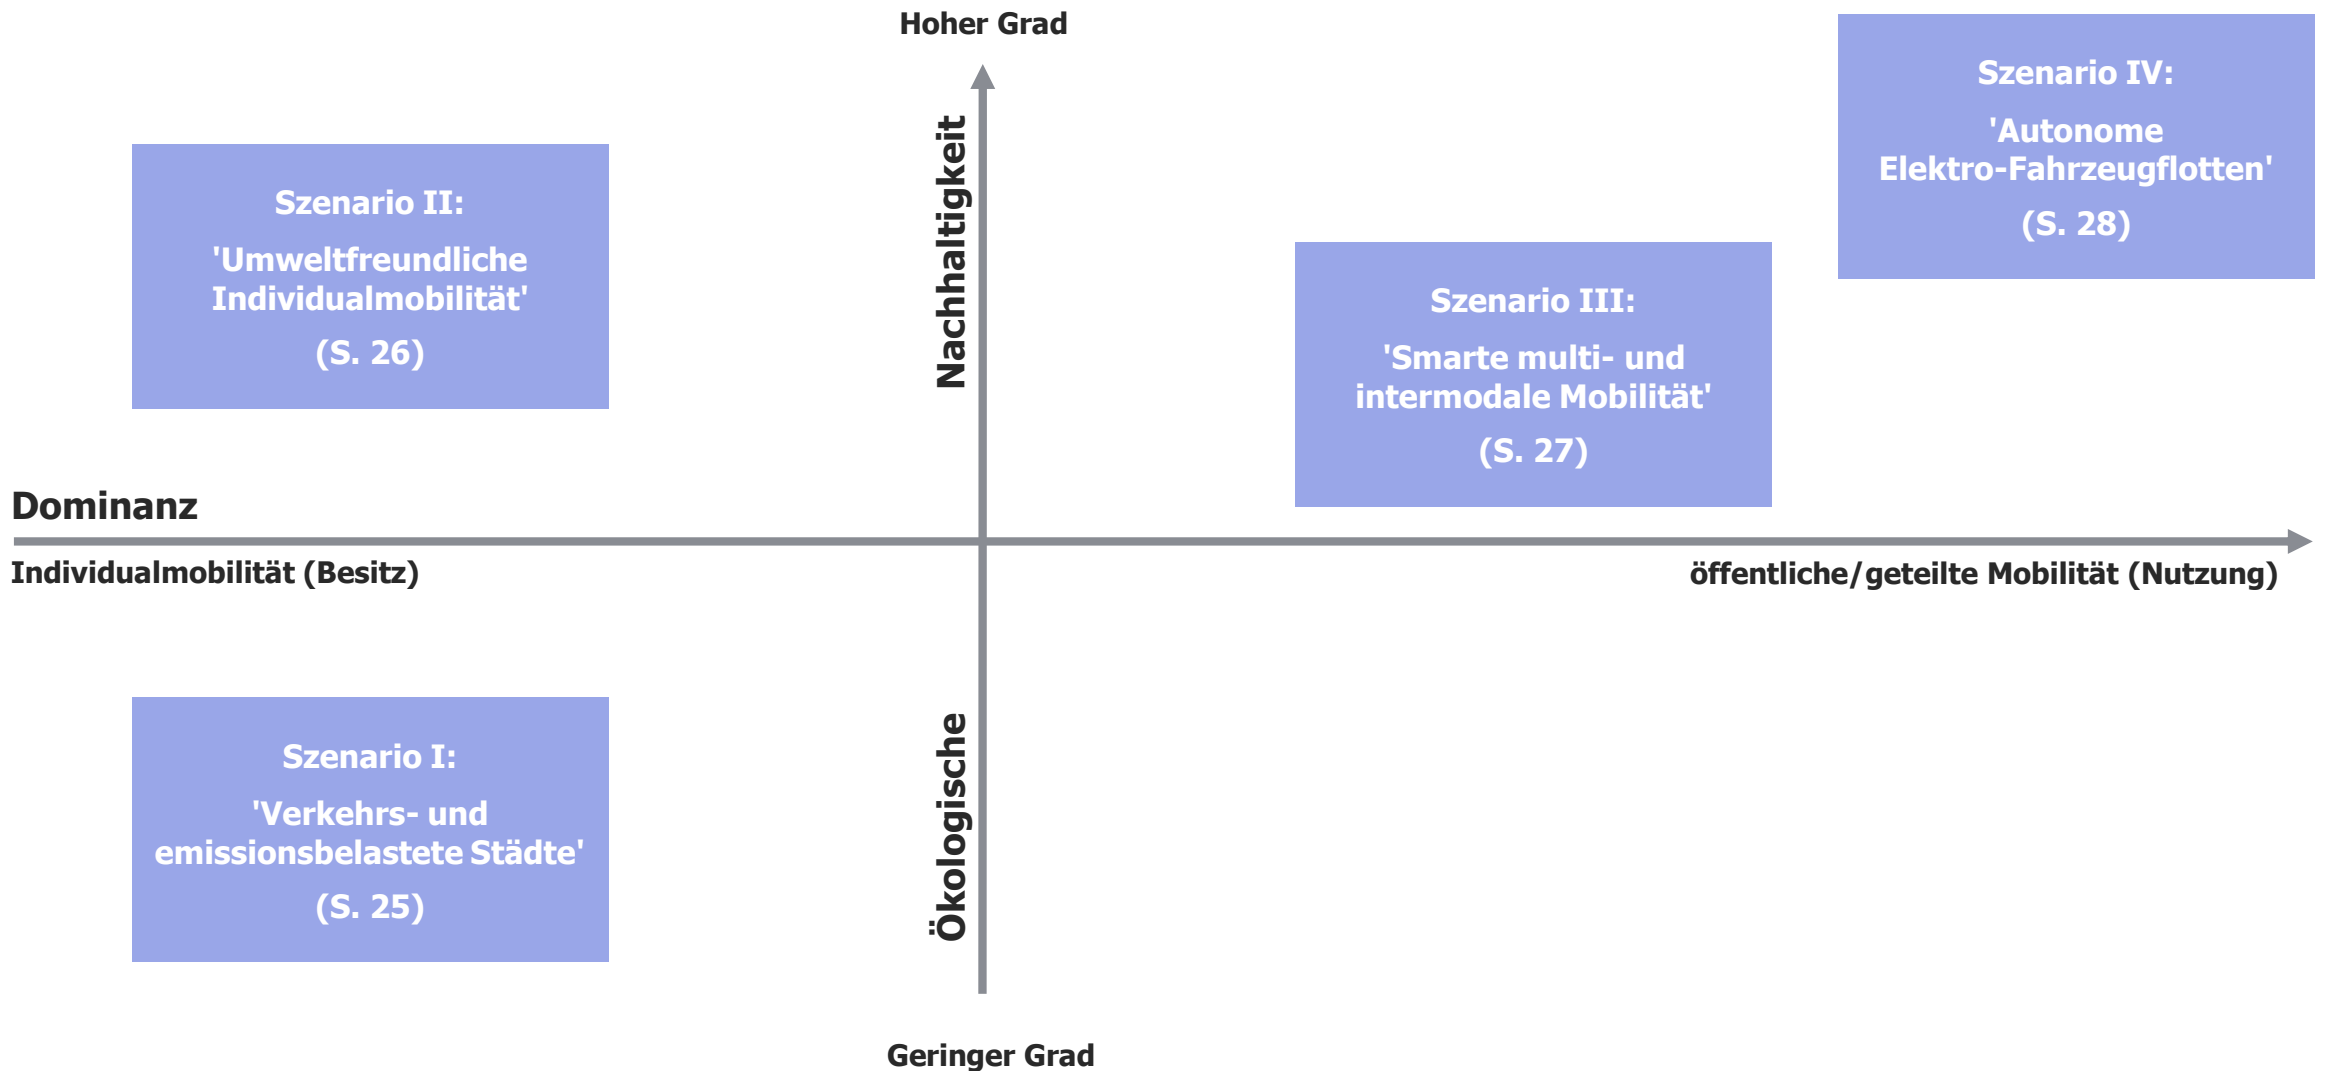 Hoher Grad
Szenario IV:
'Autonome
Elektro-Fahrzeugflotten'
(S. 28)
Szenario II:
'Umweltfreundliche
Individualmobilität'
(S. 26)
Nachhaltigkeit
Szenario III:
'Smarte multi- und
intermodale Mobilität'
(S. 27)
Dominanz
Individualmobilität (Besitz)
öffentliche/geteilte Mobilität (Nutzung)
Szenario I:
'Verkehrs- und
emissionsbelastete Städte'
(S. 25)
Ökologische
Geringer Grad